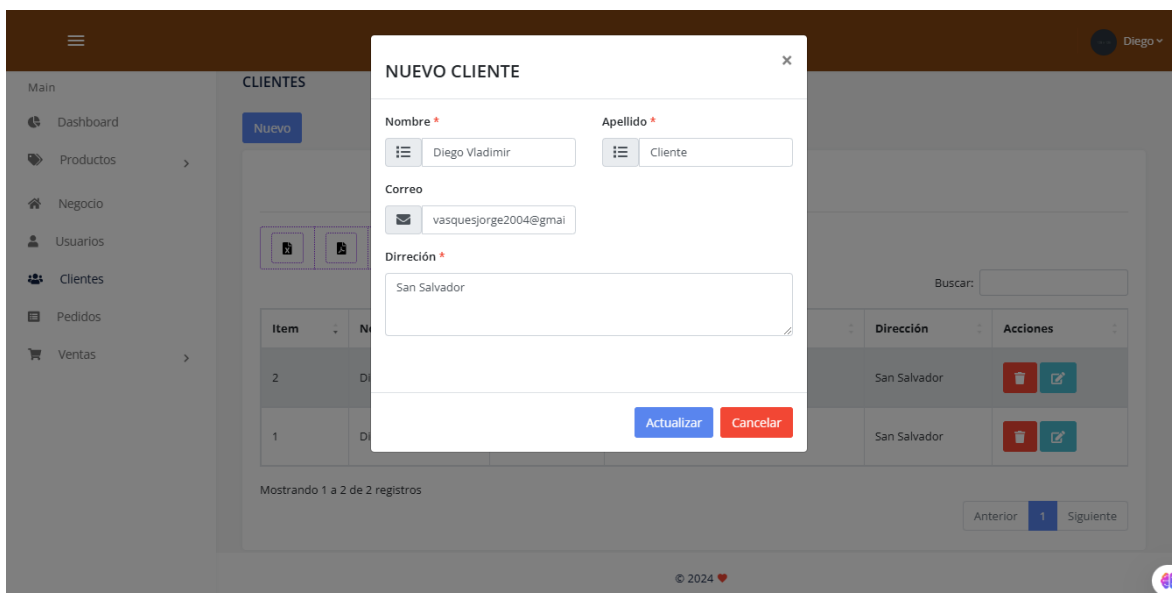 Diego
Main
Dashboard
Productos
Negocio
Usuarios
Clientes
Pedidos
Ventas
CLIENTES
Nuevo
NUEVO CLIENTE
×
Nombre *
Apellido *
Diego Vladimir
Cliente
Correo
vasquesjorge2004@gmai
Dirreción *
San Salvador
Actualizar
Cancelar
Buscar:
Item
Dirección
Acciones
2
Di
San Salvador
1
Di
San Salvador
Mostrando 1 a 2 de 2 registros
Anterior 1 Siguiente
© 2024